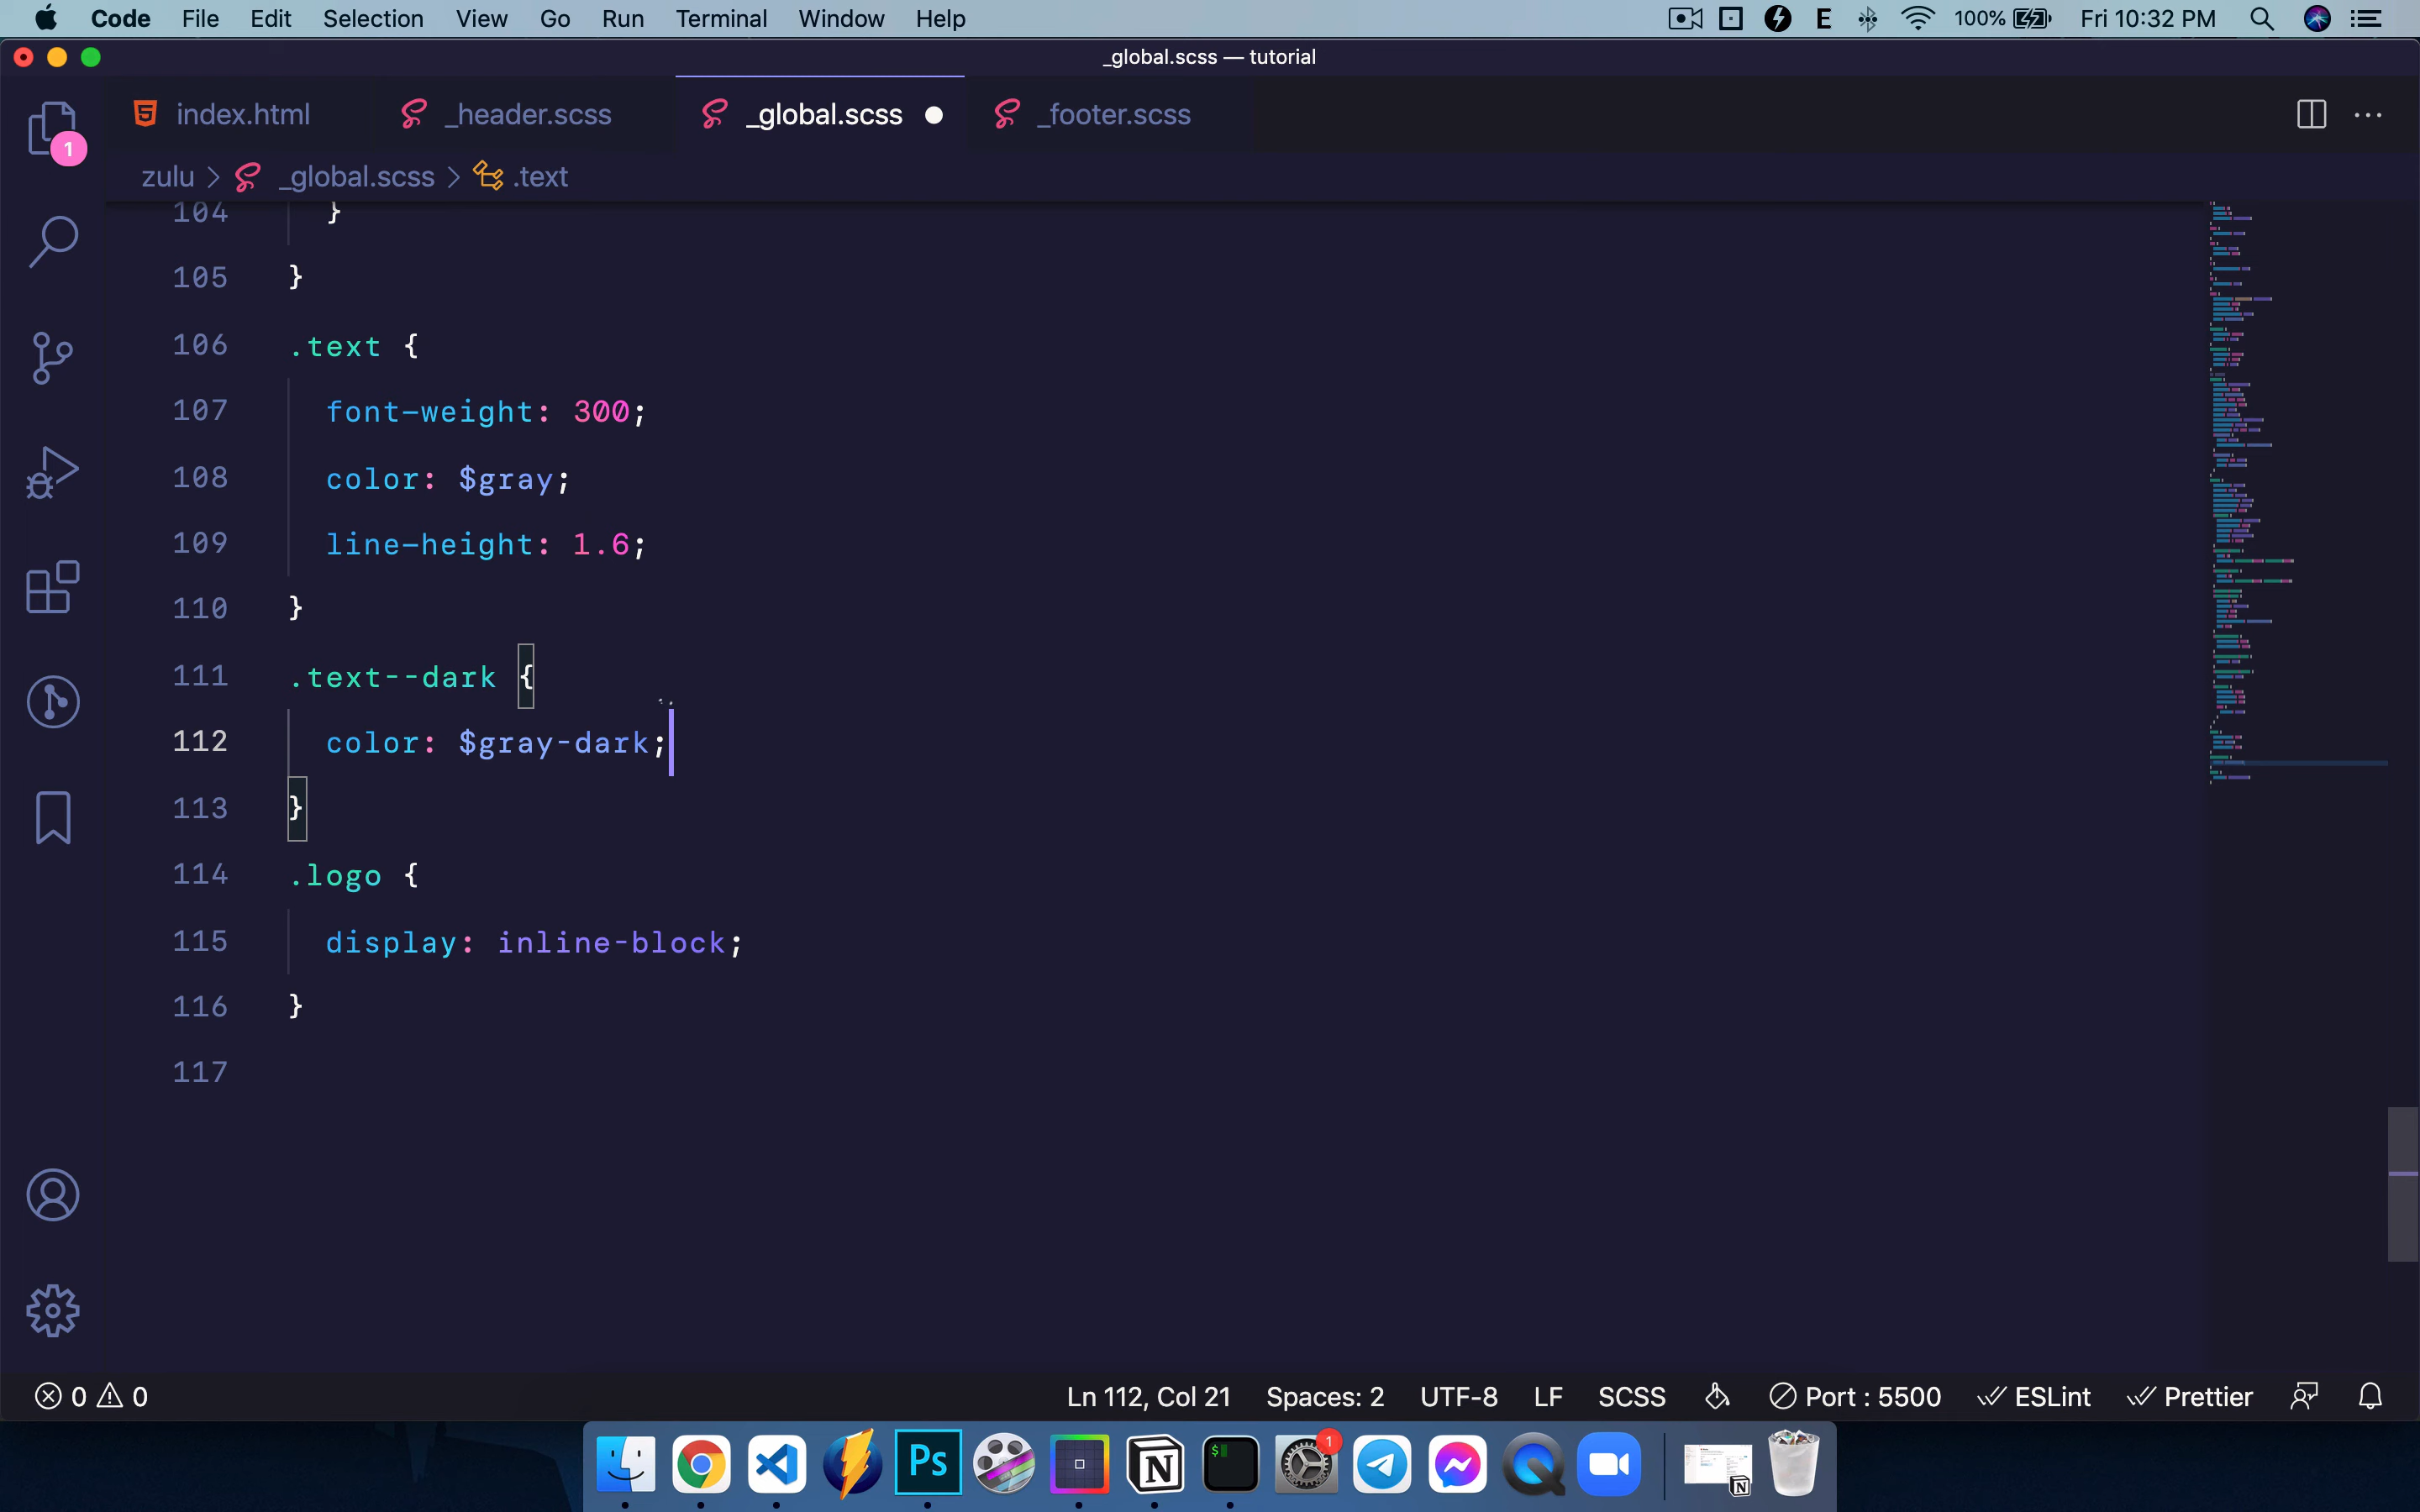 Code File Edit Selection View Go Run Terminal Window Help E 100% Fri 10:32 PM
_global.scss — tutorial
index.html _header.scss _global.scss _footer.scss
1
zulu > _global.scss > .text
104 }
105 }
106 .text {
107 font-weight: 300;
108 color: $gray;
109 line-height: 1.6;
110 }
111 .text--dark {
112 color: $gray-dark;
113 }
114 .logo {
115 display: inline-block;
116 }
117
0 0 Ln 112, Col 21 Spaces: 2 UTF-8 LF SCSS Port : 5500 ESLint Prettier
Ps N $ 1 N